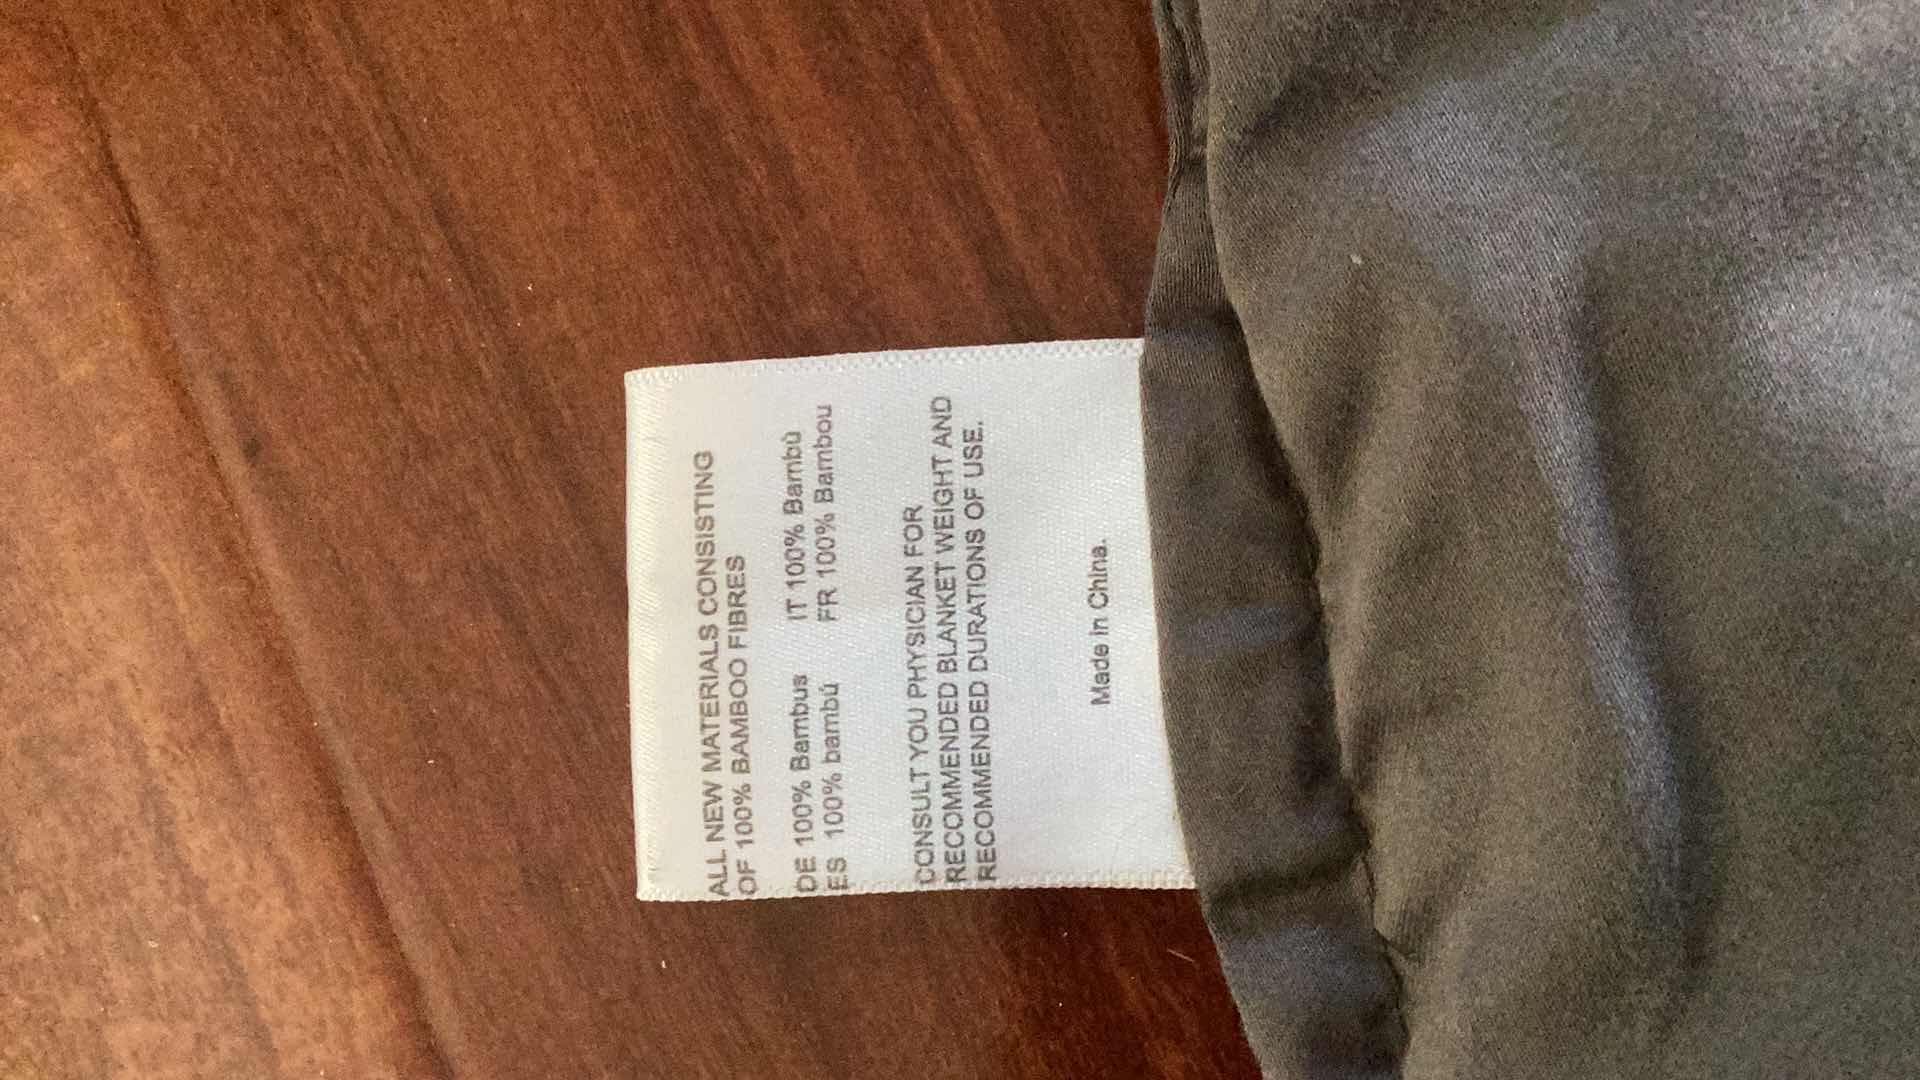 ALL NEW MATERIALS CONSISTING
OF 100% BAMBOO FIBRES
DE 100% Bambus IT 100% Bambù
ES 100% bambú FR 100% Bambou
CONSULT YOU PHYSICIAN FOR
RECOMMENDED BLANKET WEIGHT AND
RECOMMENDED DURATIONS OF USE.
Made in China.